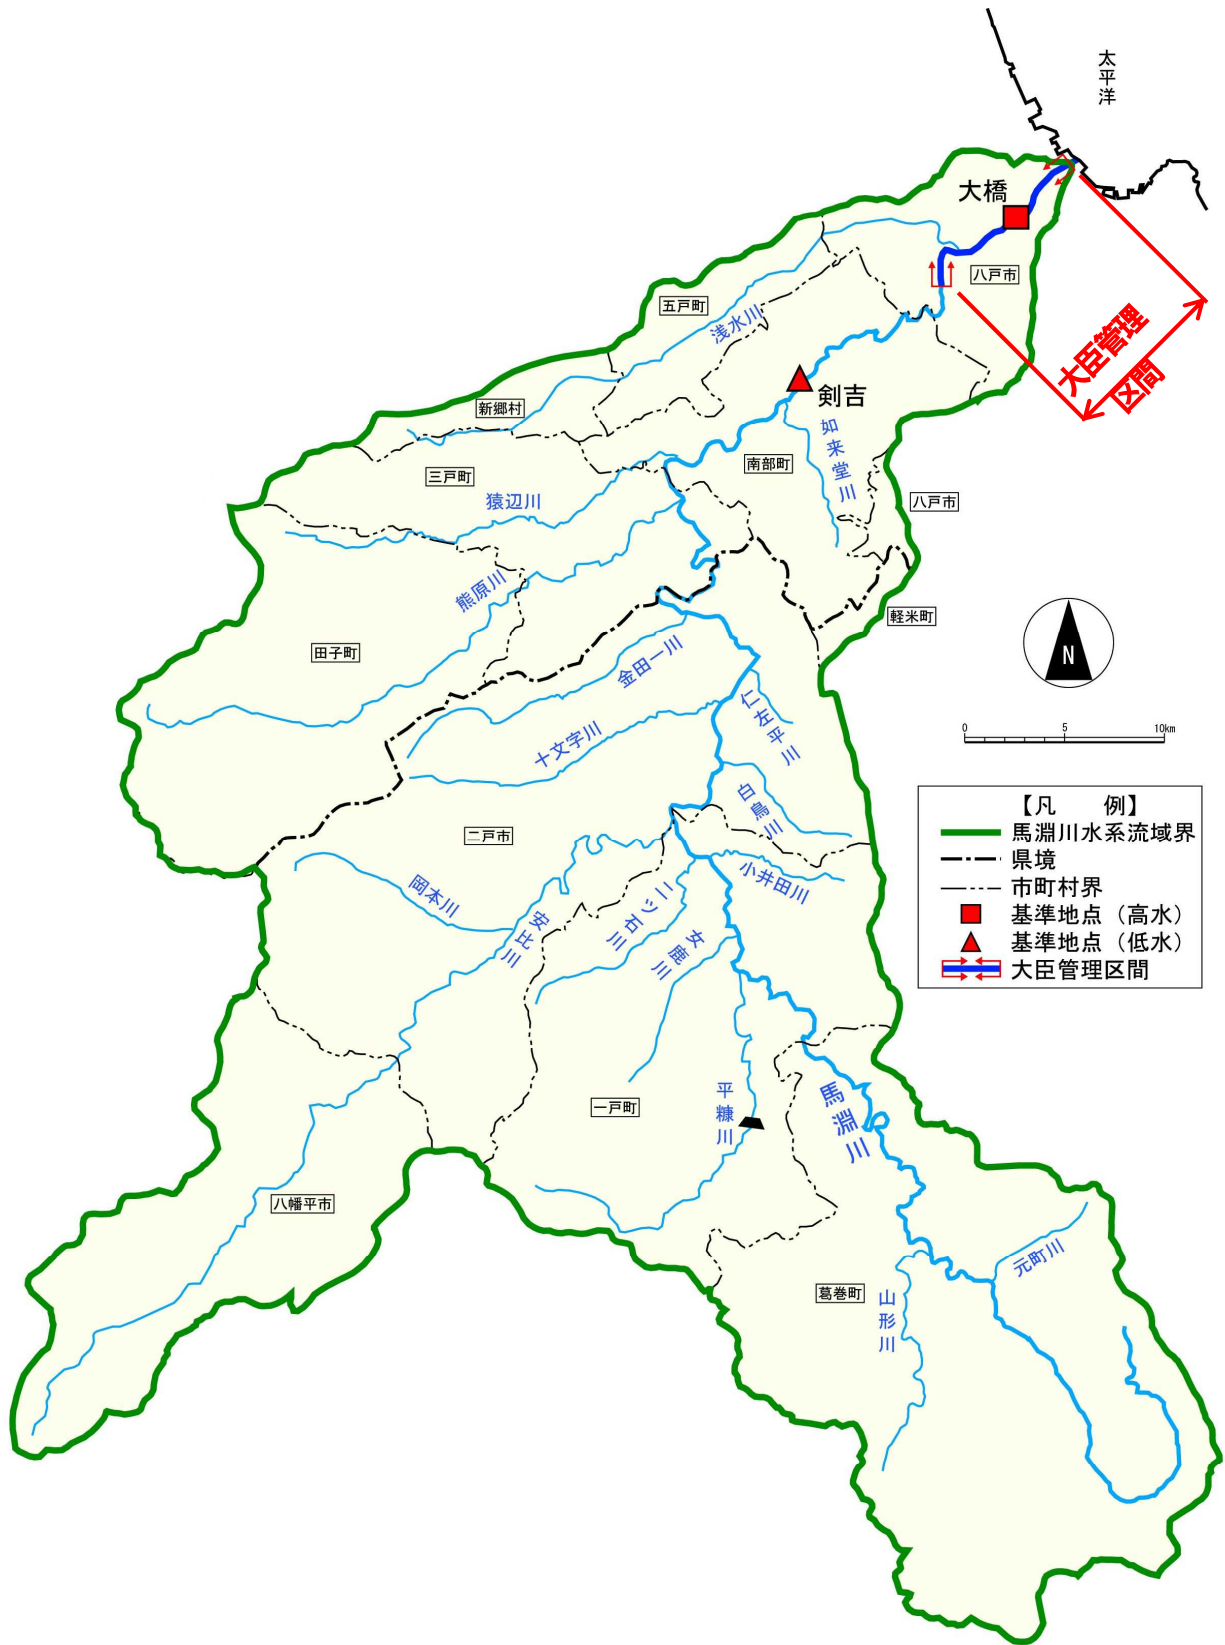 太平洋
大橋
八戸市
五戸町
浅水川
大臣管理
区間
剣吉
新郷村
如来堂川
三戸町
南部町
猿辺川
八戸市
熊原川
軽米町
田子町
金田一川
N
仁左平川
十文字川
0 5 10km
白鳥川
二戸市
小井田川
岡本川
二ツ石川
安比川
女鹿川
【凡 例】
馬淵川水系流域界
県境
市町村界
基準地点（高水）
基準地点（低水）
大臣管理区間
平糠川
馬淵川
一戸町
八幡平市
元町川
葛巻町
山形川